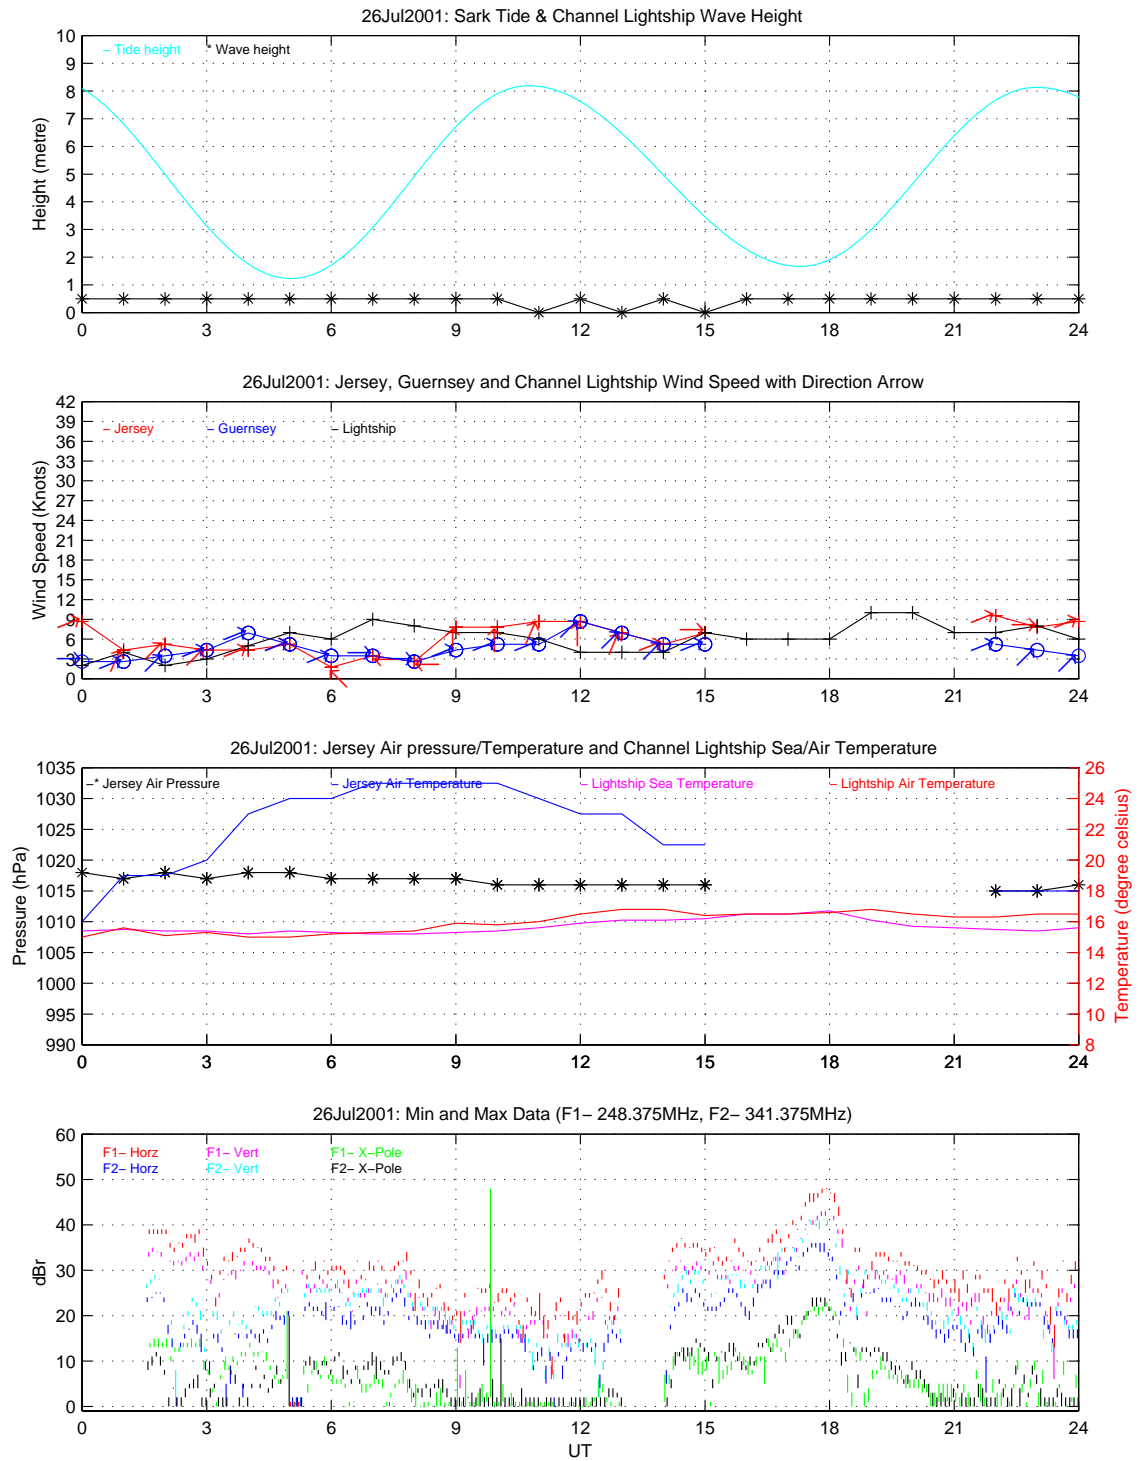 26Jul2001: Sark Tide & Channel Lightship Wave Height
10
9
8
7
6
5
4
3
2
1
0
Height (metre)
– Tide height * Wave height
0 3 6 9 12 15 18 21 24
26Jul2001: Jersey, Guernsey and Channel Lightship Wind Speed with Direction Arrow
42
39
36
33
30
27
24
21
18
15
12
9
6
3
0
Wind Speed (Knots)
– Jersey – Guernsey – Lightship
0 3 6 9 12 15 18 21 24
26Jul2001: Jersey Air pressure/Temperature and Channel Lightship Sea/Air Temperature
1035
1030
1025
1020
1015
1010
1005
1000
995
990
Pressure (hPa)
–* Jersey Air Pressure – Jersey Air Temperature – Lightship Sea Temperature – Lightship Air Temperature
26
24
22
20
18
16
14
12
10
8
Temperature (degree celsius)
0 3 6 9 12 15 18 21 24
26Jul2001: Min and Max Data (F1– 248.375MHz, F2– 341.375MHz)
60
50
40
30
20
10
0
dBr
F1– Horz F1– Vert F1– X–Pole
F2– Horz F2– Vert F2– X–Pole
0 3 6 9 12 15 18 21 24
UT